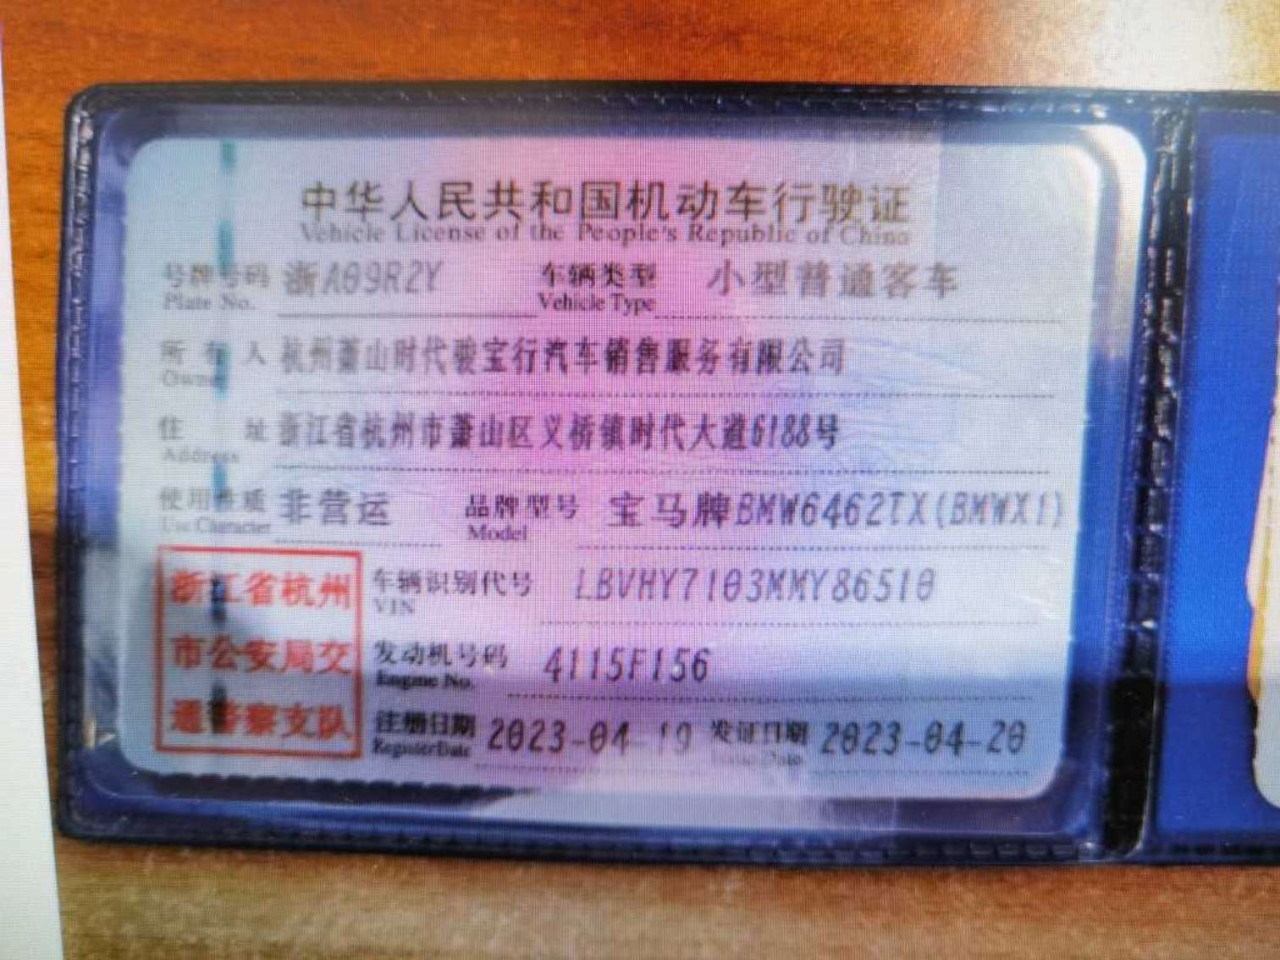 中华人民共和国机动车行驶证
Vehicle License of the People's Republic of China
号牌号码 浙A09R2Y 车辆类型 小型普通客车
Plate No. Vehicle Type
所有人 杭州萧山时代骏宝行汽车销售服务有限公司
Owner
住址 浙江省杭州市萧山区义桥镇时代大道6188号
Address
使用性质 非营运 品牌型号 宝马牌BMW6462TX(BMWX1)
Use Character Model
浙江省杭州
市公安局交
通警察支队
车辆识别代号 LBVHY7103MMY86510
VIN
发动机号码 4115F156
Engine No.
注册日期 2023-04-19 发证日期 2023-04-20
Register Date Issue Date